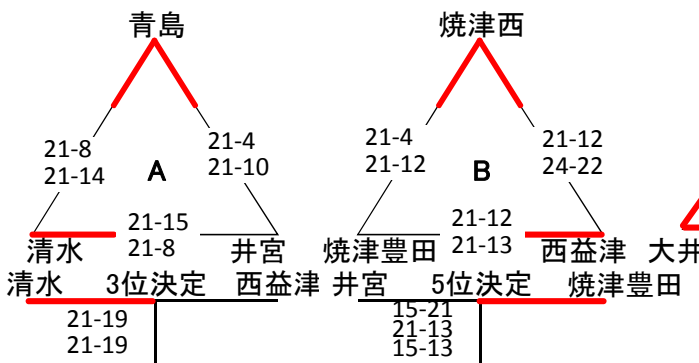 青島 焼津西
21-8 21-4 21-4 21-12
21-14 A 21-10 21-12 B 24-22
21-15 21-12
21-8 21-13
清水 井宮 焼津豊田 西益津 大井
清水 3位決定 西益津 井宮 5位決定 焼津豊田
21-19 15-21
21-19 21-13
15-13